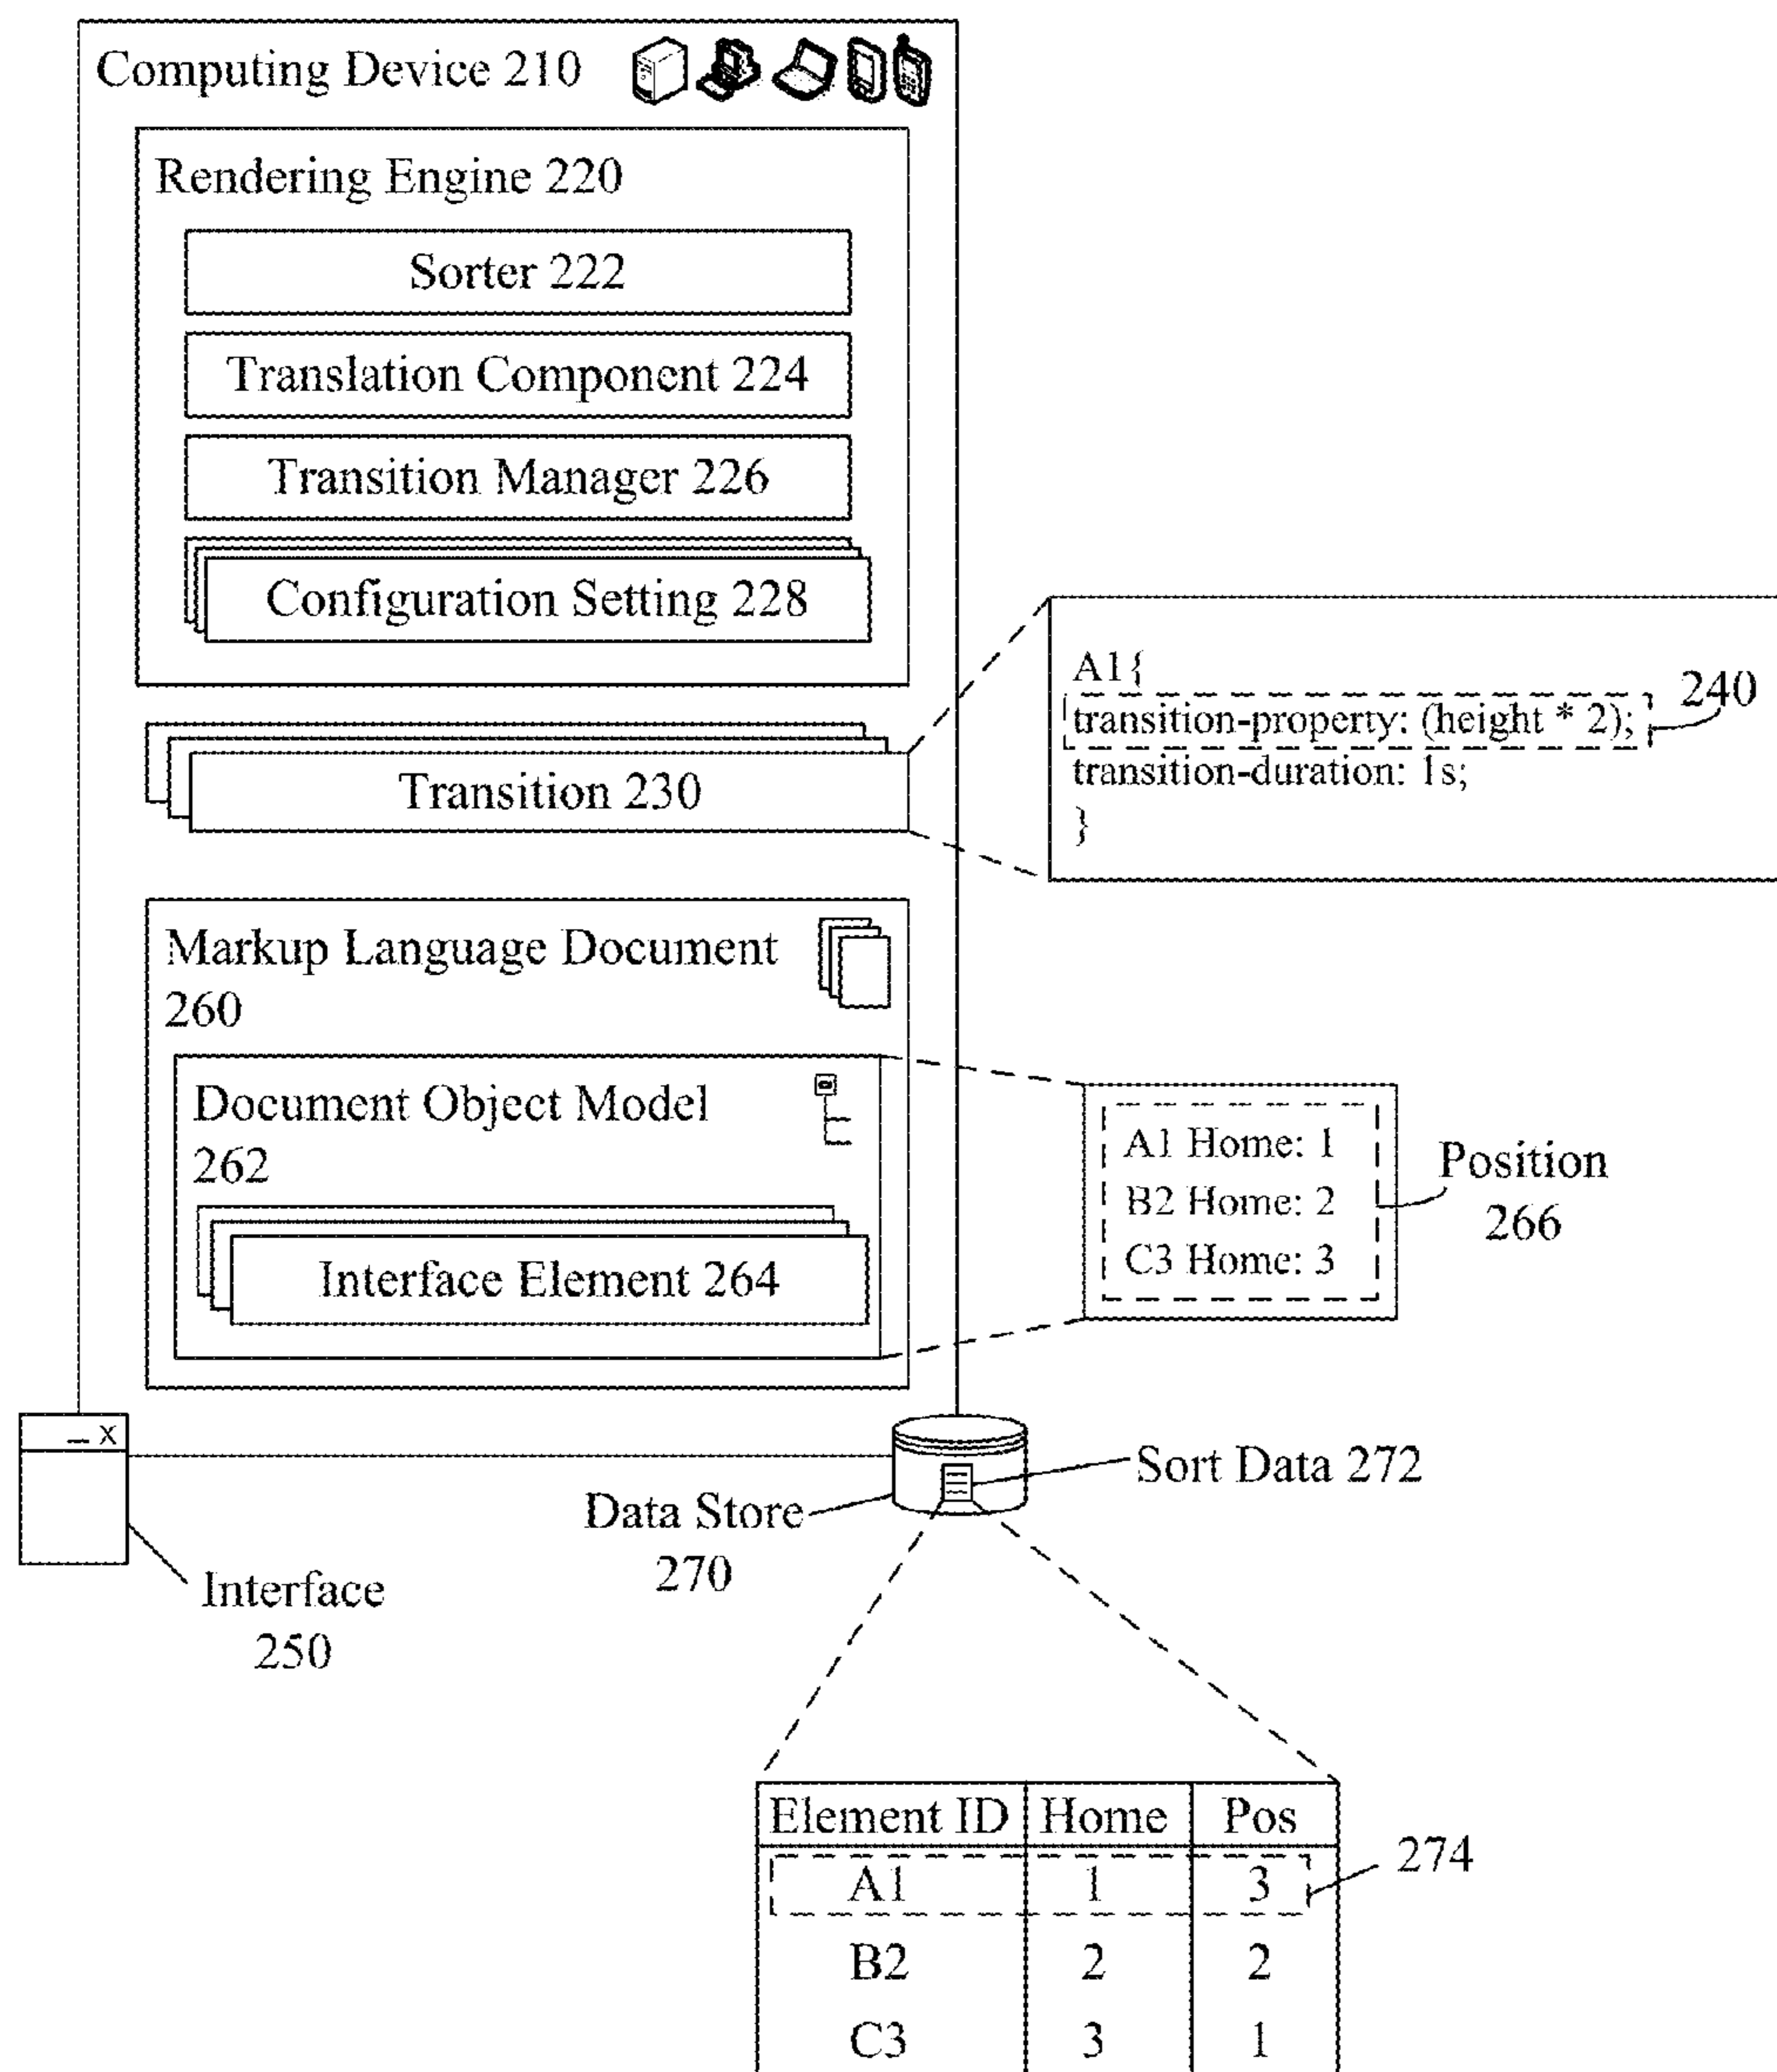 Computing Device 210
Rendering Engine 220
Sorter 222
Translation Component 224
Transition Manager 226
Configuration Setting 228
A1{
transition-property: (height * 2);
transition-duration: 1s;
}
240
Transition 230
Markup Language Document
260
Document Object Model
262
Interface Element 264
A1 Home: 1
B2 Home: 2
C3 Home: 3
Position
266
_ X
Interface
250
Data Store
270
Sort Data 272
Element ID Home Pos
A1 1 3
274
B2 2 2
C3 3 1